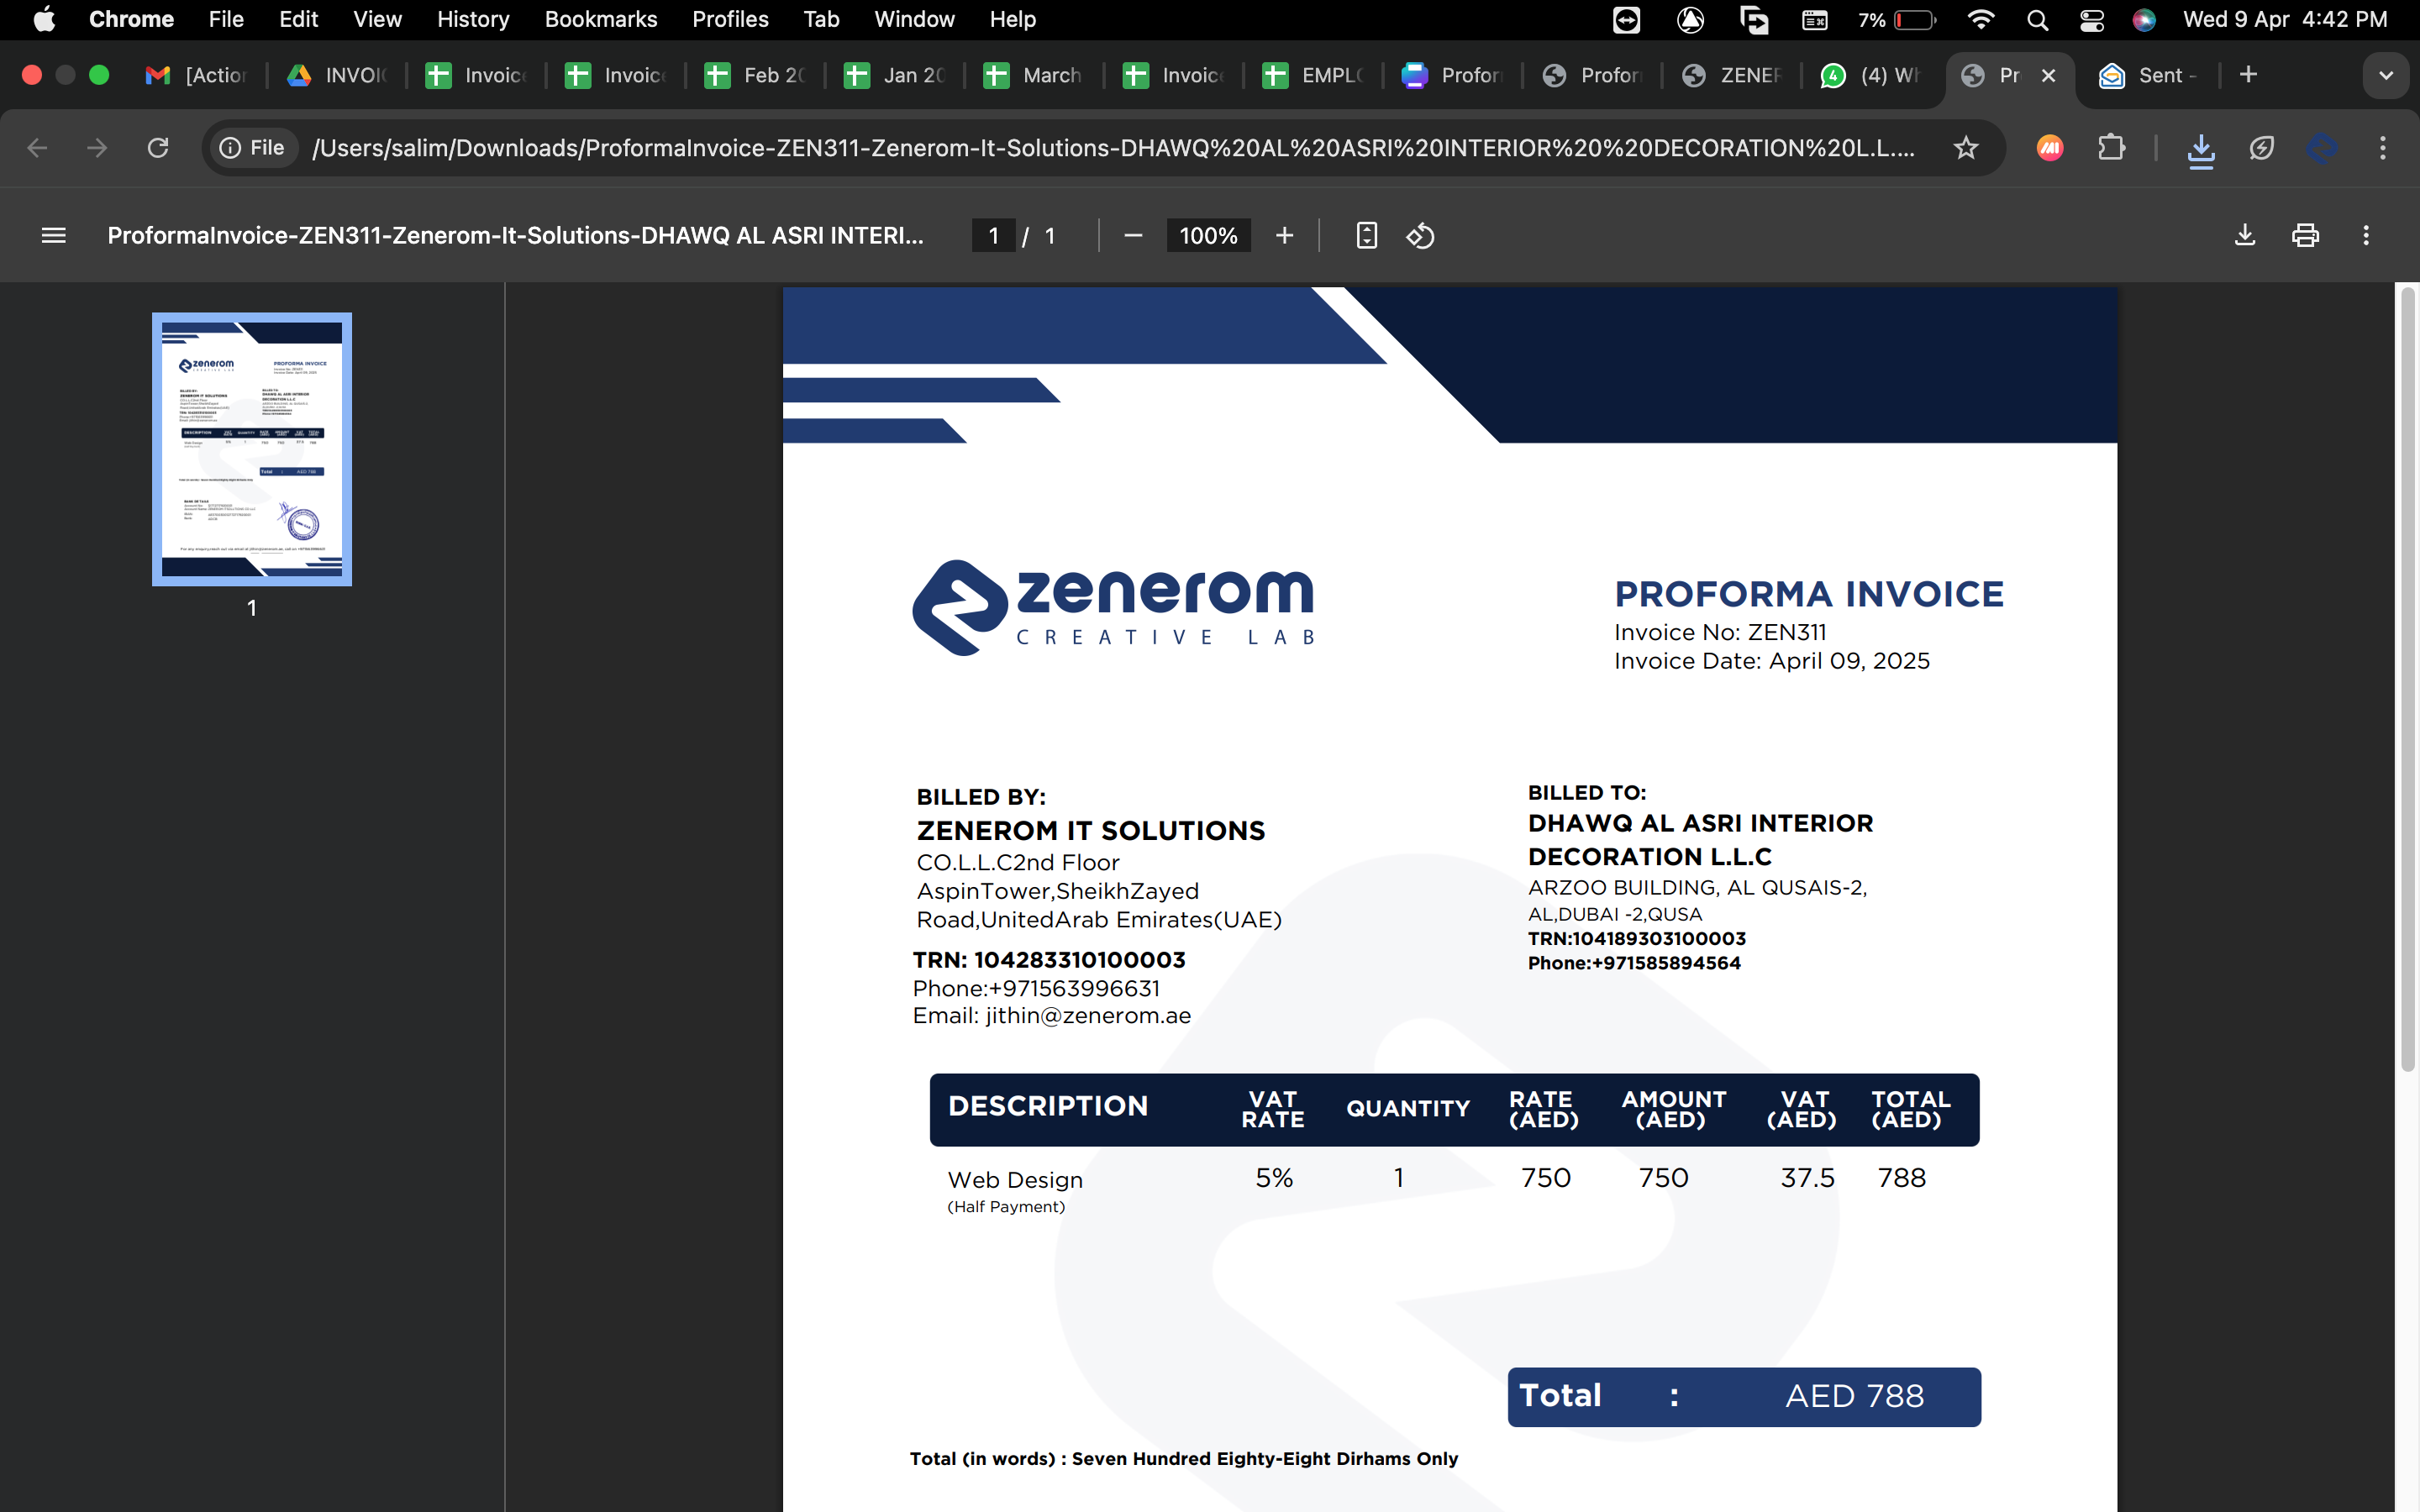 Chrome File Edit View History Bookmarks Profiles Tab Window Help 7% Wed 9 Apr 4:42 PM
[Action INVOI Invoic Invoic Feb 20 Jan 20 March Invoic EMPL Profor Profor ZENER (4) Wh Pr Sent -
File /Users/salim/Downloads/ProformaInvoice-ZEN311-Zenerom-It-Solutions-DHAWQ%20AL%20ASRI%20INTERIOR%20%20DECORATION%20L.L....
ProformaInvoice-ZEN311-Zenerom-It-Solutions-DHAWQ AL ASRI INTERI... 1 / 1 100%
1
zenerom
CREATIVE LAB
PROFORMA INVOICE
Invoice No: ZEN311
Invoice Date: April 09, 2025
BILLED BY:
ZENEROM IT SOLUTIONS
CO.L.L.C2nd Floor
AspinTower,SheikhZayed
Road,UnitedArab Emirates(UAE)
TRN: 104283310100003
Phone:+971563996631
Email: jithin@zenerom.ae
BILLED TO:
DHAWQ AL ASRI INTERIOR
DECORATION L.L.C
ARZOO BUILDING, AL QUSAIS-2,
AL,DUBAI -2,QUSA
TRN:104189303100003
Phone:+971585894564
DESCRIPTION VAT RATE QUANTITY RATE (AED) AMOUNT (AED) VAT (AED) TOTAL (AED)
Web Design 5% 1 750 750 37.5 788
(Half Payment)
Total : AED 788
Total (in words) : Seven Hundred Eighty-Eight Dirhams Only